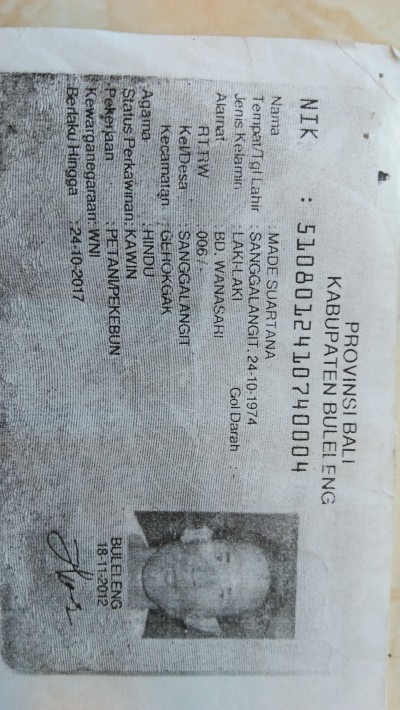 PROVINSI BALI
KABUPATEN BULELENG
NIK : 5108012410740004
Nama : MADE SUARTANA
Tempat/Tgl Lahir : SANGGALANGIT, 24-10-1974
Jenis Kelamin : LAKI-LAKI Gol Darah : -
Alamat : BD. WANASARI
RT/RW : 006/-
Kel/Desa : SANGGALANGIT
Kecamatan : GEROKGAK
Agama : HINDU
Status Perkawinan: KAWIN
Pekerjaan : PETANI/PEKEBUN
Kewarganegaraan: WNI
Berlaku Hingga : 24-10-2017
BULELENG
18-11-2012